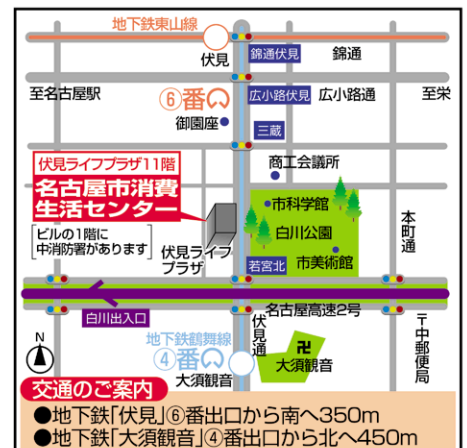 地下鉄東山線
伏見
錦通伏見
錦通
至名古屋駅
⑥番
広小路伏見
広小路通
至栄
御園座
三蔵
商工会議所
伏見ライフプラザ11階
名古屋市消費
生活センター
ビルの1階に
中消防署があります
伏見ライフ
プラザ
市科学館
白川公園
市美術館
本町通
若宮北
名古屋高速2号
白川出入口
伏見通
〒中郵便局
N
地下鉄鶴舞線
④番
大須観音
卍
大須観音
交通のご案内
●地下鉄「伏見」⑥番出口から南へ350m
●地下鉄「大須観音」④番出口から北へ450m